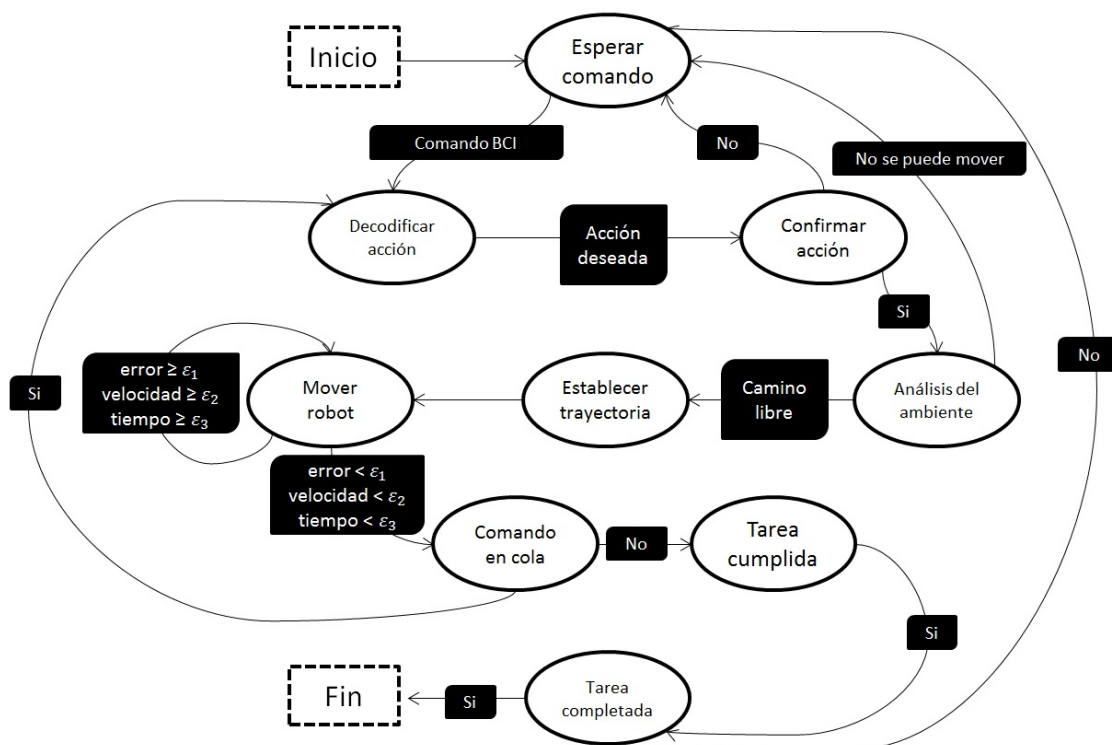 Inicio
Esperar
comando
Comando BCI
No
No se puede mover
Decodificar
acción
Acción
deseada
Confirmar
acción
Si
No
Si
error ≥ ε₁
velocidad ≥ ε₂
tiempo ≥ ε₃
Mover
robot
Establecer
trayectoria
Camino
libre
Análisis del
ambiente
error < ε₁
velocidad < ε₂
tiempo < ε₃
Comando
en cola
No
Tarea
cumplida
Si
Fin
Si
Tarea
completada